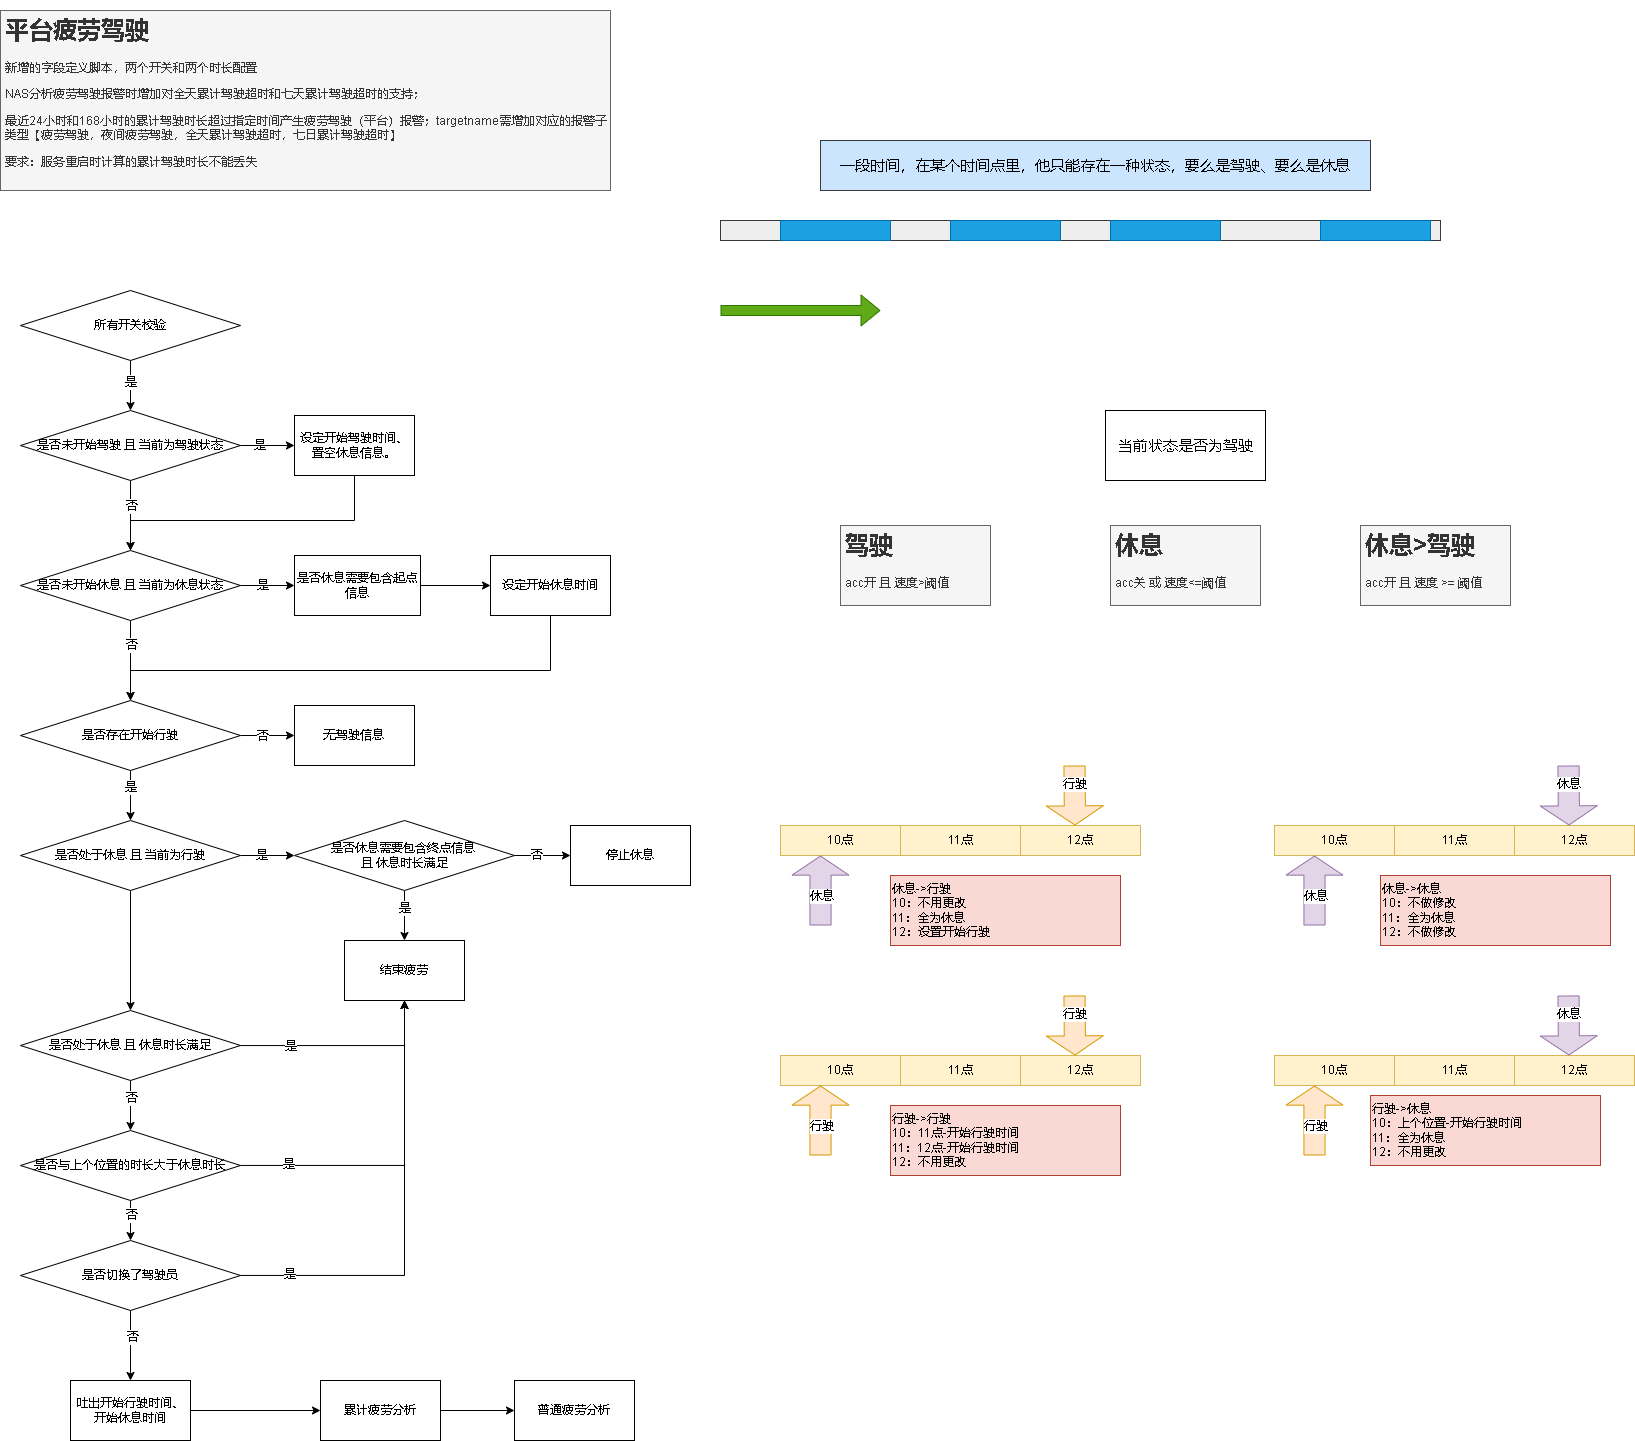 平台疲劳驾驶
新增的字段定义脚本，两个开关和两个时长配置
NAS分析疲劳驾驶报警时增加对全天累计驾驶超时和七天累计驾驶超时的支持；
最近24小时和168小时的累计驾驶时长超过指定时间产生疲劳驾驶（平台）报警；targetname需增加对应的报警子
类型【疲劳驾驶，夜间疲劳驾驶，全天累计驾驶超时，七日累计驾驶超时】
要求：服务重启时计算的累计驾驶时长不能丢失
一段时间，在某个时间点里，他只能存在一种状态，要么是驾驶、要么是休息
所有开关校验
是
是否未开始驾驶 且 当前为驾驶状态
是
设定开始驾驶时间、
置空休息信息。
否
是否未开始休息 且 当前为休息状态
是
是否休息需要包含起点
信息
设定开始休息时间
否
是否存在开始行驶
否
无驾驶信息
是
是否处于休息 且 当前为行驶
是
是否休息需要包含终点信息
且 休息时长满足
否
停止休息
是
结束疲劳
是否处于休息 且 休息时长满足
是
否
是否与上个位置的时长大于休息时长
是
否
是否切换了驾驶员
是
否
吐出开始行驶时间、
开始休息时间
累计疲劳分析
普通疲劳分析
当前状态是否为驾驶
驾驶
acc开 且 速度>阈值
休息
acc关 或 速度<=阈值
休息>驾驶
acc开 且 速度 >= 阈值
行驶
10点
11点
12点
休息
休息->行驶
10：不用更改
11：全为休息
12：设置开始行驶
休息
10点
11点
12点
休息
休息->休息
10：不做修改
11：全为休息
12：不做修改
行驶
10点
11点
12点
行驶
行驶->行驶
10：11点-开始行驶时间
11：12点-开始行驶时间
12：不用更改
休息
10点
11点
12点
行驶
行驶->休息
10：上个位置-开始行驶时间
11：全为休息
12：不用更改